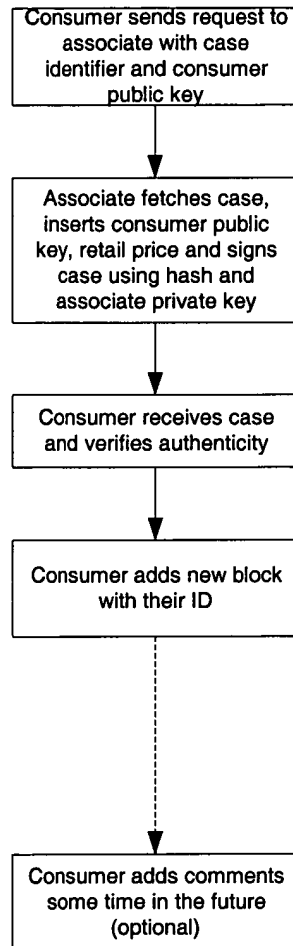 Consumer sends request to
associate with case
identifier and consumer
public key
Associate fetches case,
inserts consumer public
key, retail price and signs
case using hash and
associate private key
Consumer receives case
and verifies authenticity
Consumer adds new block
with their ID
Consumer adds comments
some time in the future
(optional)